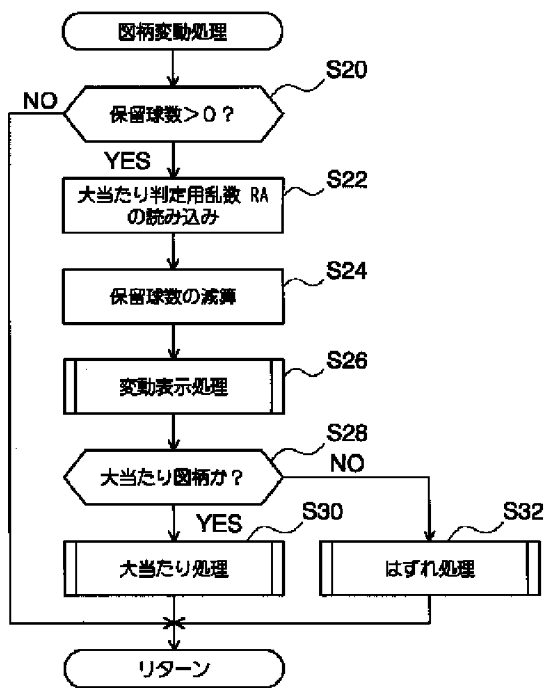 図柄変動処理
S20
NO
保留球数>0?
YES
S22
大当たり判定用乱数 RA
の読み込み
S24
保留球数の減算
S26
変動表示処理
S28
大当たり図柄か?
NO
YES
S30
S32
大当たり処理
はずれ処理
リターン